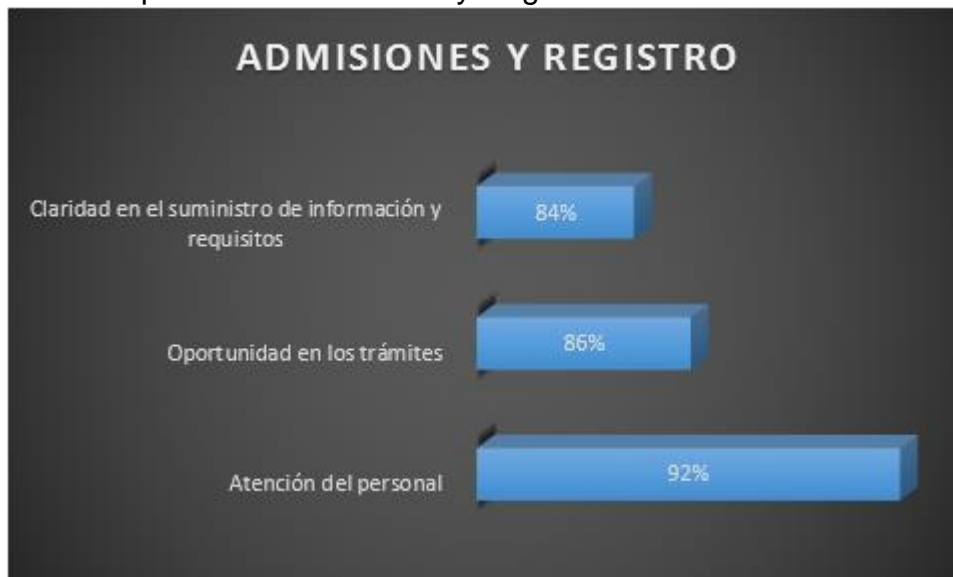 ADMISIONES Y REGISTRO
Claridad en el suministro de información y
requisitos
84%
Oportunidad en los trámites
86%
Atención del personal
92%